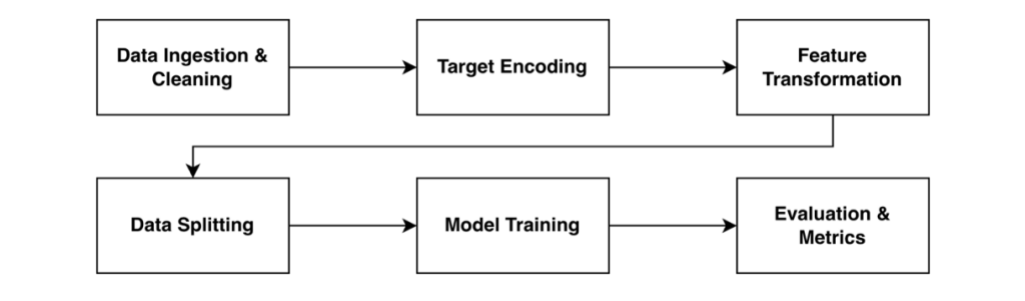 Data Ingestion &
Cleaning
Target Encoding
Feature
Transformation
Data Splitting
Model Training
Evaluation &
Metrics